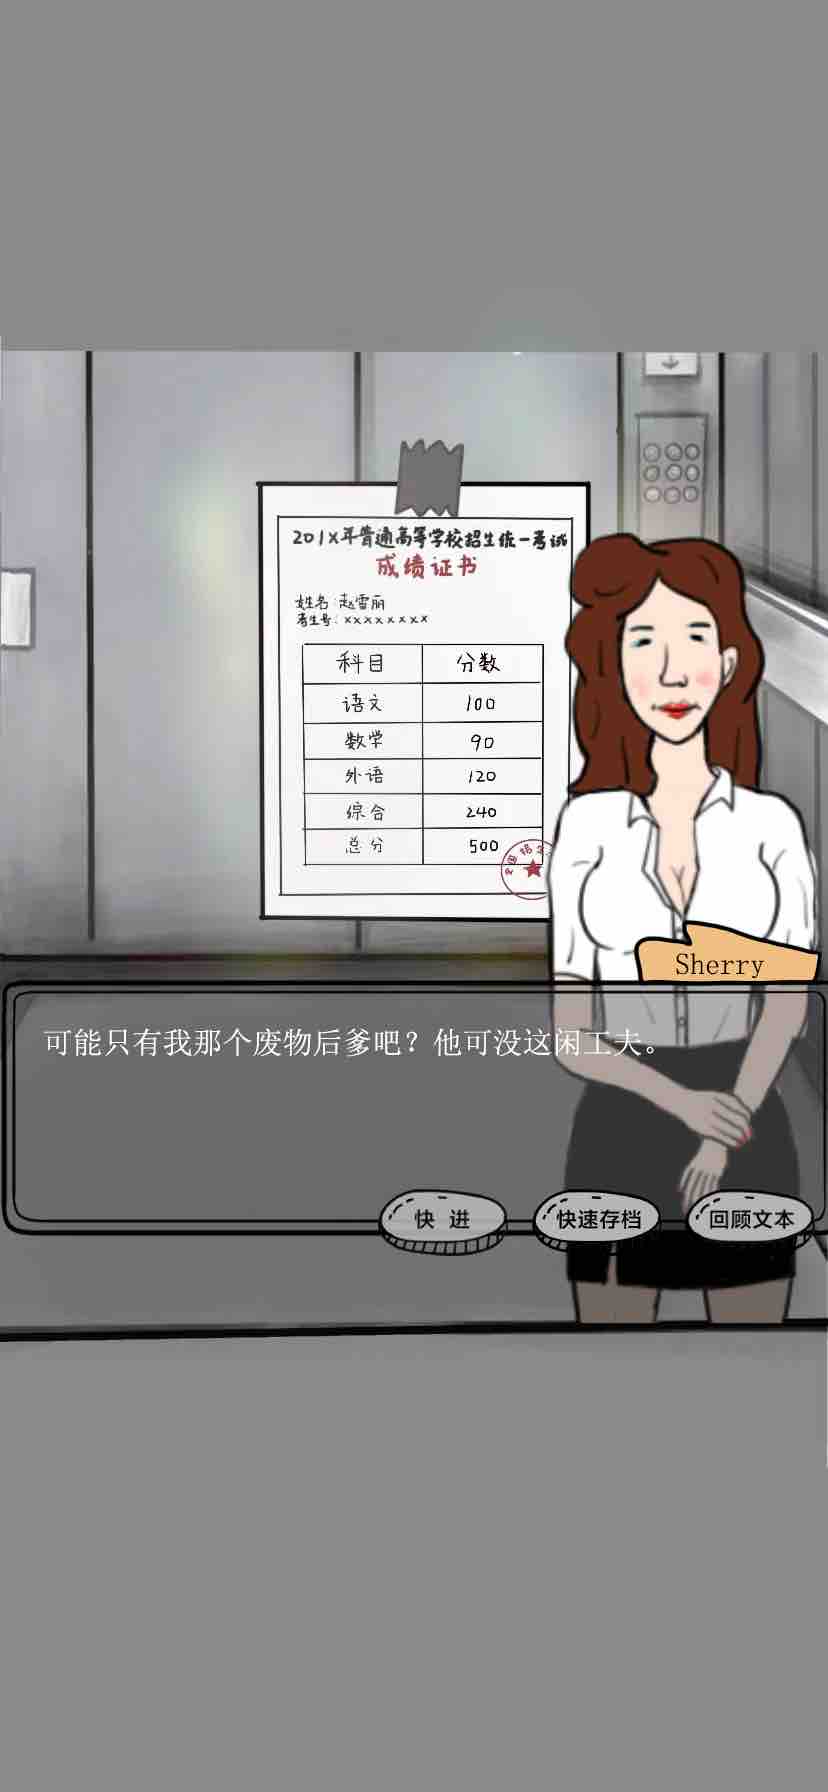 201X年普通高等学校招生统一考试
成绩证书
姓名:赵雪丽
考生号:xxxxxxxx
科目 分数
语文 100
数学 90
外语 120
综合 240
总分 500
全国招生
Sherry
可能只有我那个废物后爹吧？他可没这闲工夫。
快进 快速存档 回顾文本